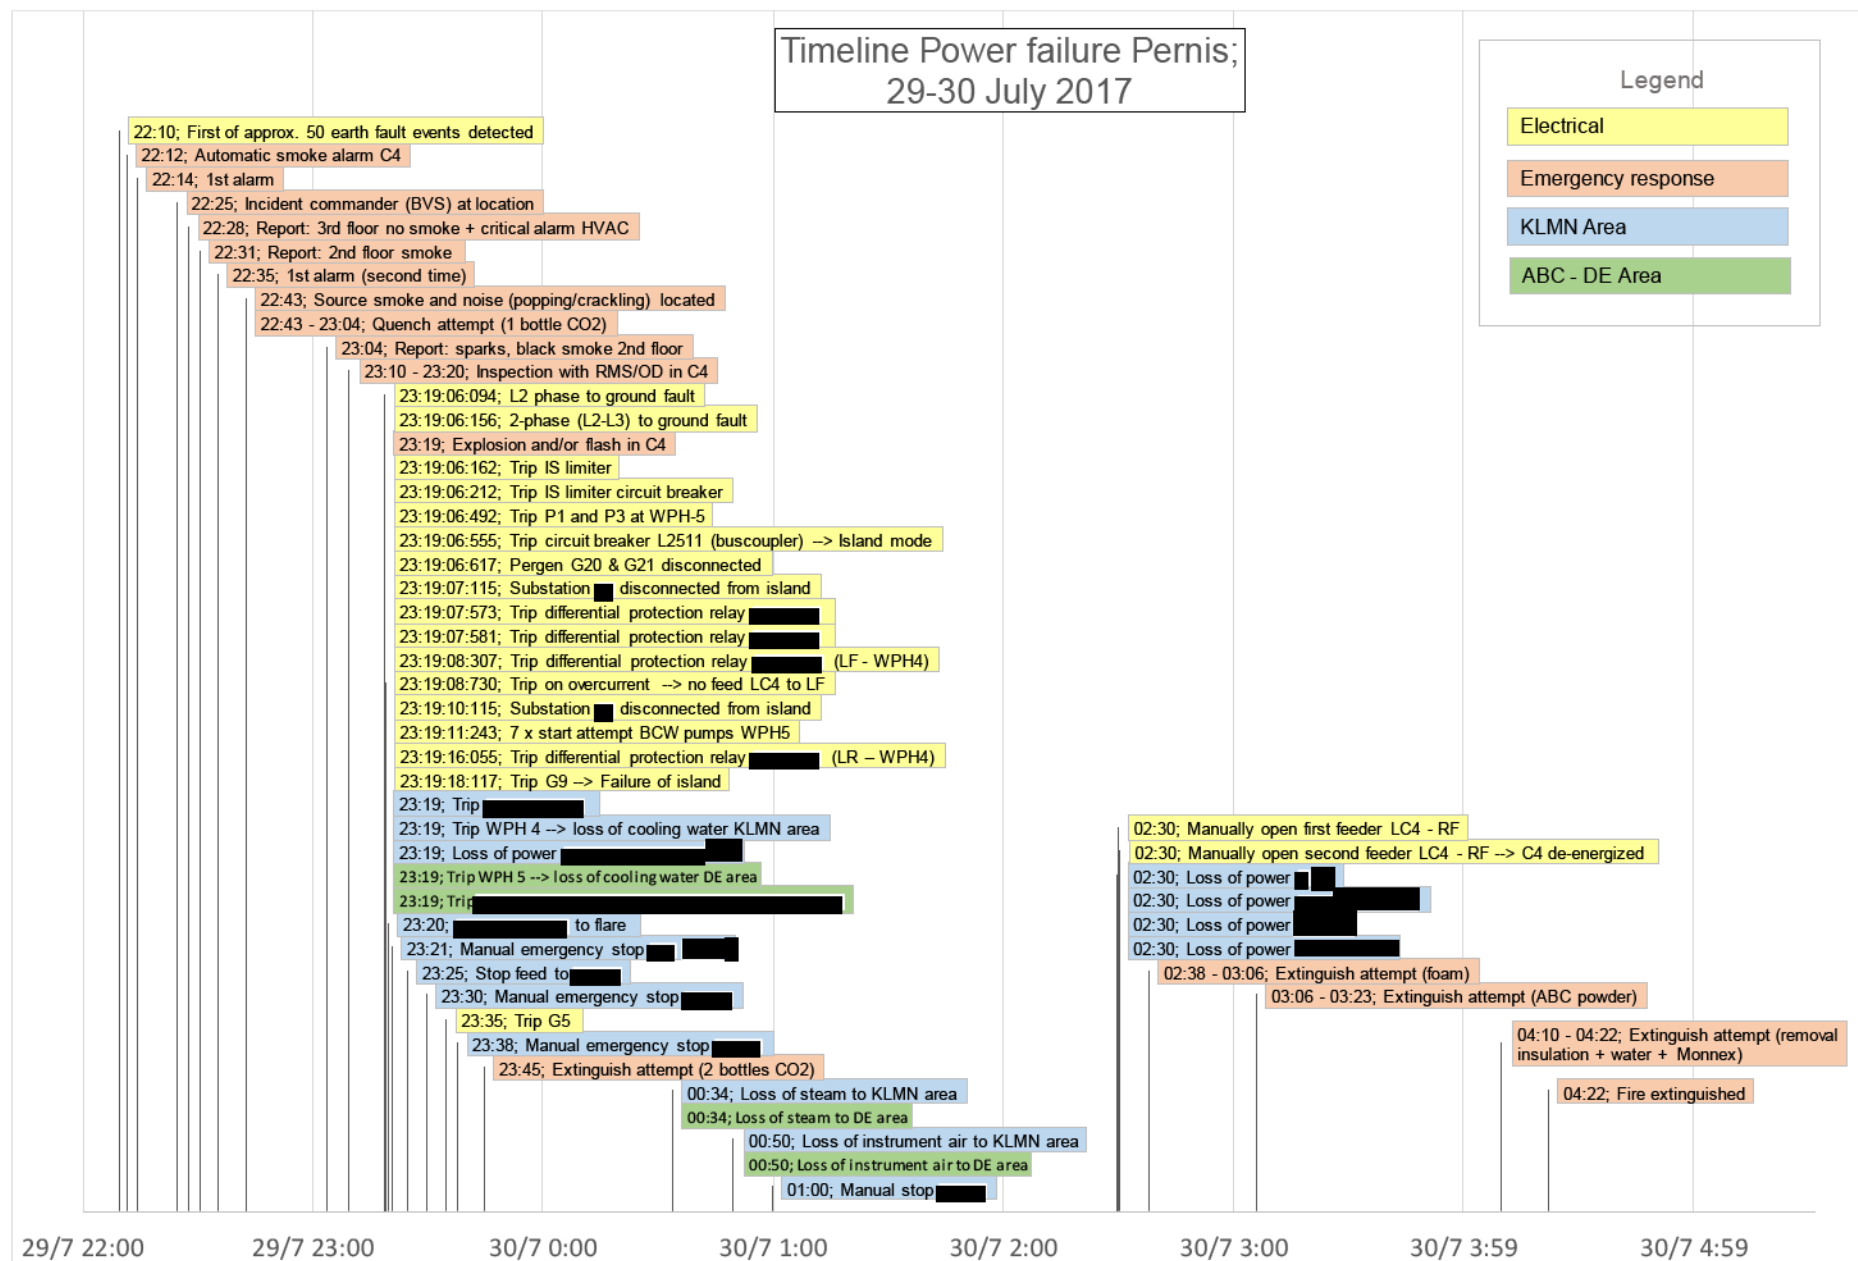 Timeline Power failure Pernis;
29-30 July 2017
Legend
Electrical
Emergency response
KLMN Area
ABC - DE Area
22:10; First of approx. 50 earth fault events detected
22:12; Automatic smoke alarm C4
22:14; 1st alarm
22:25; Incident commander (BVS) at location
22:28; Report: 3rd floor no smoke + critical alarm HVAC
22:31; Report: 2nd floor smoke
22:35; 1st alarm (second time)
22:43; Source smoke and noise (popping/crackling) located
22:43 - 23:04; Quench attempt (1 bottle CO2)
23:04; Report: sparks, black smoke 2nd floor
23:10 - 23:20; Inspection with RMS/OD in C4
23:19:06:094; L2 phase to ground fault
23:19:06:156; 2-phase (L2-L3) to ground fault
23:19; Explosion and/or flash in C4
23:19:06:162; Trip IS limiter
23:19:06:212; Trip IS limiter circuit breaker
23:19:06:492; Trip P1 and P3 at WPH-5
23:19:06:555; Trip circuit breaker L2511 (buscoupler) --> Island mode
23:19:06:617; Pergen G20 & G21 disconnected
23:19:07:115; Substation disconnected from island
23:19:07:573; Trip differential protection relay
23:19:07:581; Trip differential protection relay
23:19:08:307; Trip differential protection relay (LF - WPH4)
23:19:08:730; Trip on overcurrent --> no feed LC4 to LF
23:19:10:115; Substation disconnected from island
23:19:11:243; 7 x start attempt BCW pumps WPH5
23:19:16:055; Trip differential protection relay (LR – WPH4)
23:19:18:117; Trip G9 --> Failure of island
23:19; Trip
23:19; Trip WPH 4 --> loss of cooling water KLMN area
23:19; Loss of power
23:19; Trip WPH 5 --> loss of cooling water DE area
23:19; Trip
23:20; to flare
23:21; Manual emergency stop
23:25; Stop feed to
23:30; Manual emergency stop
23:35; Trip G5
23:38; Manual emergency stop
23:45; Extinguish attempt (2 bottles CO2)
00:34; Loss of steam to KLMN area
00:34; Loss of steam to DE area
00:50; Loss of instrument air to KLMN area
00:50; Loss of instrument air to DE area
01:00; Manual stop
02:30; Manually open first feeder LC4 - RF
02:30; Manually open second feeder LC4 - RF --> C4 de-energized
02:30; Loss of power
02:30; Loss of power
02:30; Loss of power
02:30; Loss of power
02:38 - 03:06; Extinguish attempt (foam)
03:06 - 03:23; Extinguish attempt (ABC powder)
04:10 - 04:22; Extinguish attempt (removal
insulation + water + Monnex)
04:22; Fire extinguished
29/7 22:00
29/7 23:00
30/7 0:00
30/7 1:00
30/7 2:00
30/7 3:00
30/7 3:59
30/7 4:59